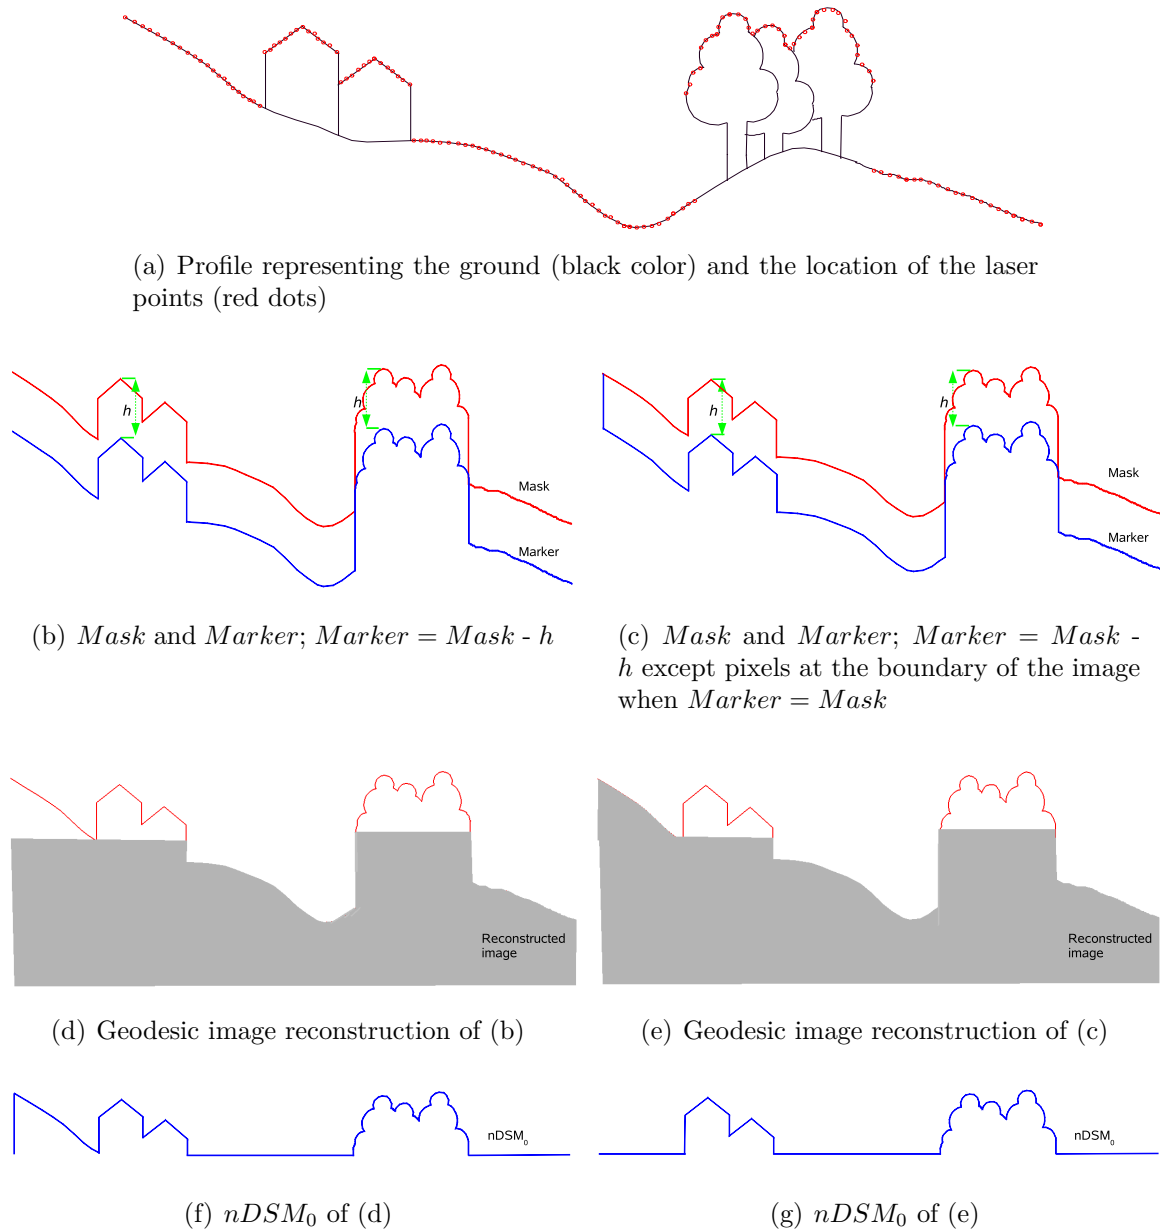 (a) Profile representing the ground (black color) and the location of the laser
points (red dots)
h
h
Mask
Marker
h
h
Mask
Marker
(b) Mask and Marker; Marker = Mask - h
(c) Mask and Marker; Marker = Mask -
h except pixels at the boundary of the image
when Marker = Mask
Reconstructed
image
Reconstructed
image
(d) Geodesic image reconstruction of (b)
(e) Geodesic image reconstruction of (c)
nDSM₀
nDSM₀
(f) nDSM₀ of (d)
(g) nDSM₀ of (e)